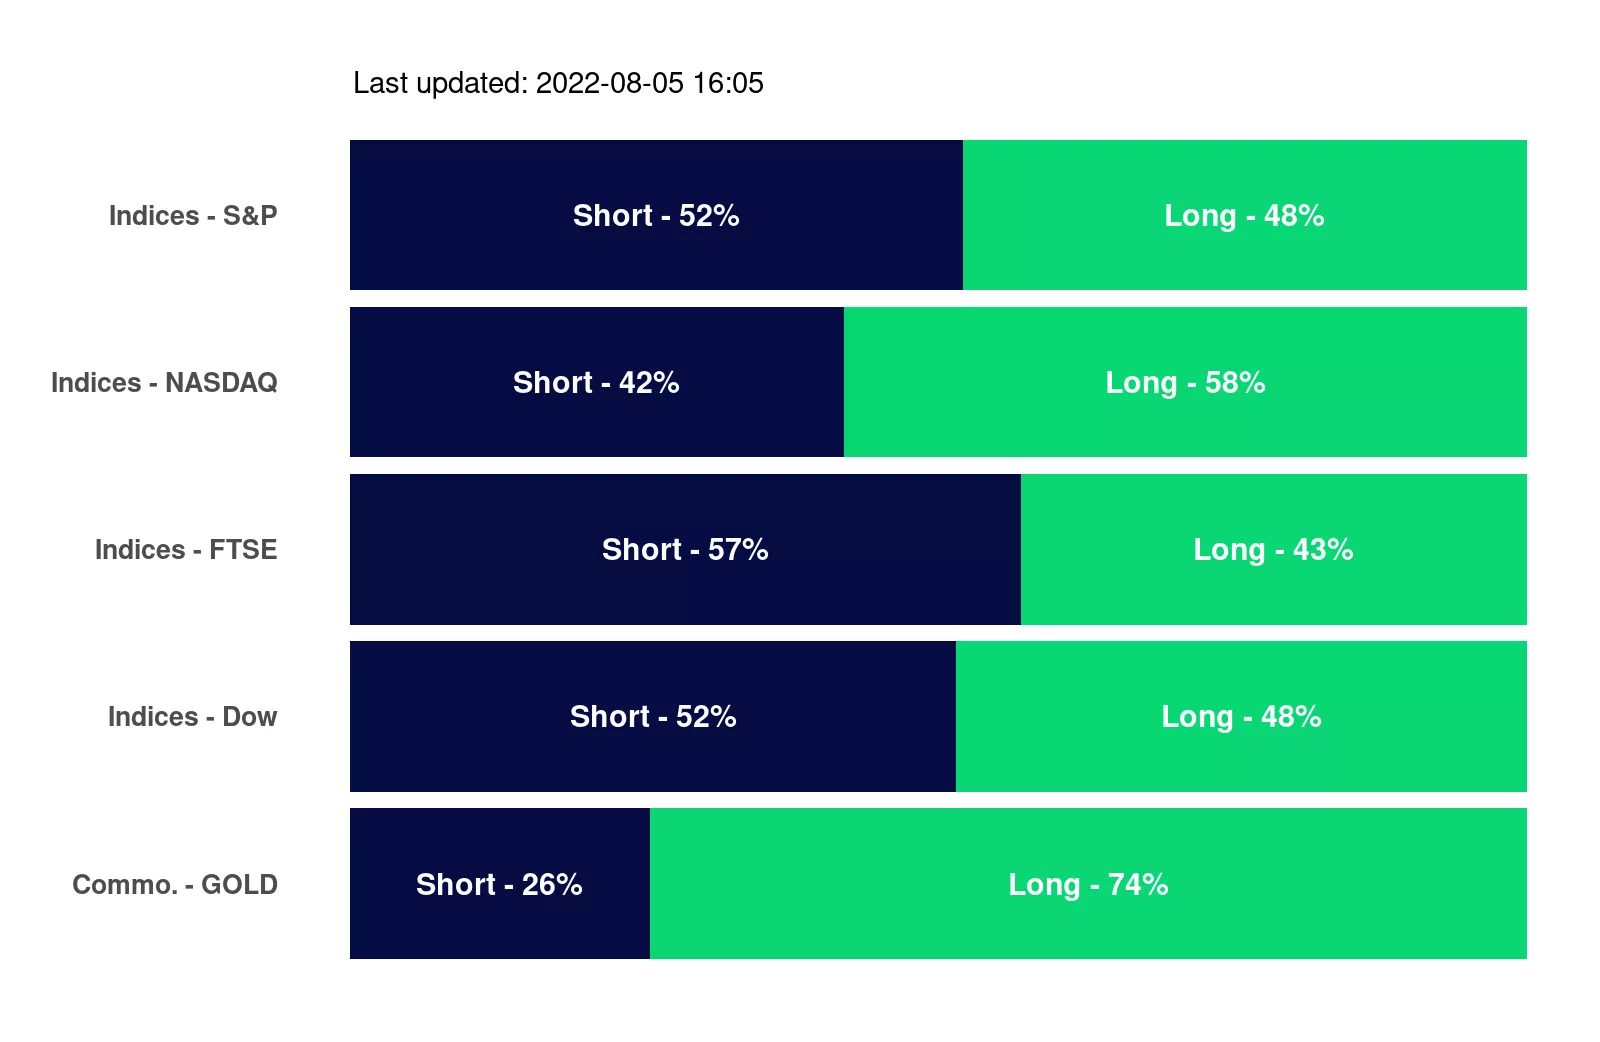 Last updated: 2022-08-05 16:05
Indices - S&P Short - 52% Long - 48%
Indices - NASDAQ Short - 42% Long - 58%
Indices - FTSE Short - 57% Long - 43%
Indices - Dow Short - 52% Long - 48%
Commo. - GOLD Short - 26% Long - 74%